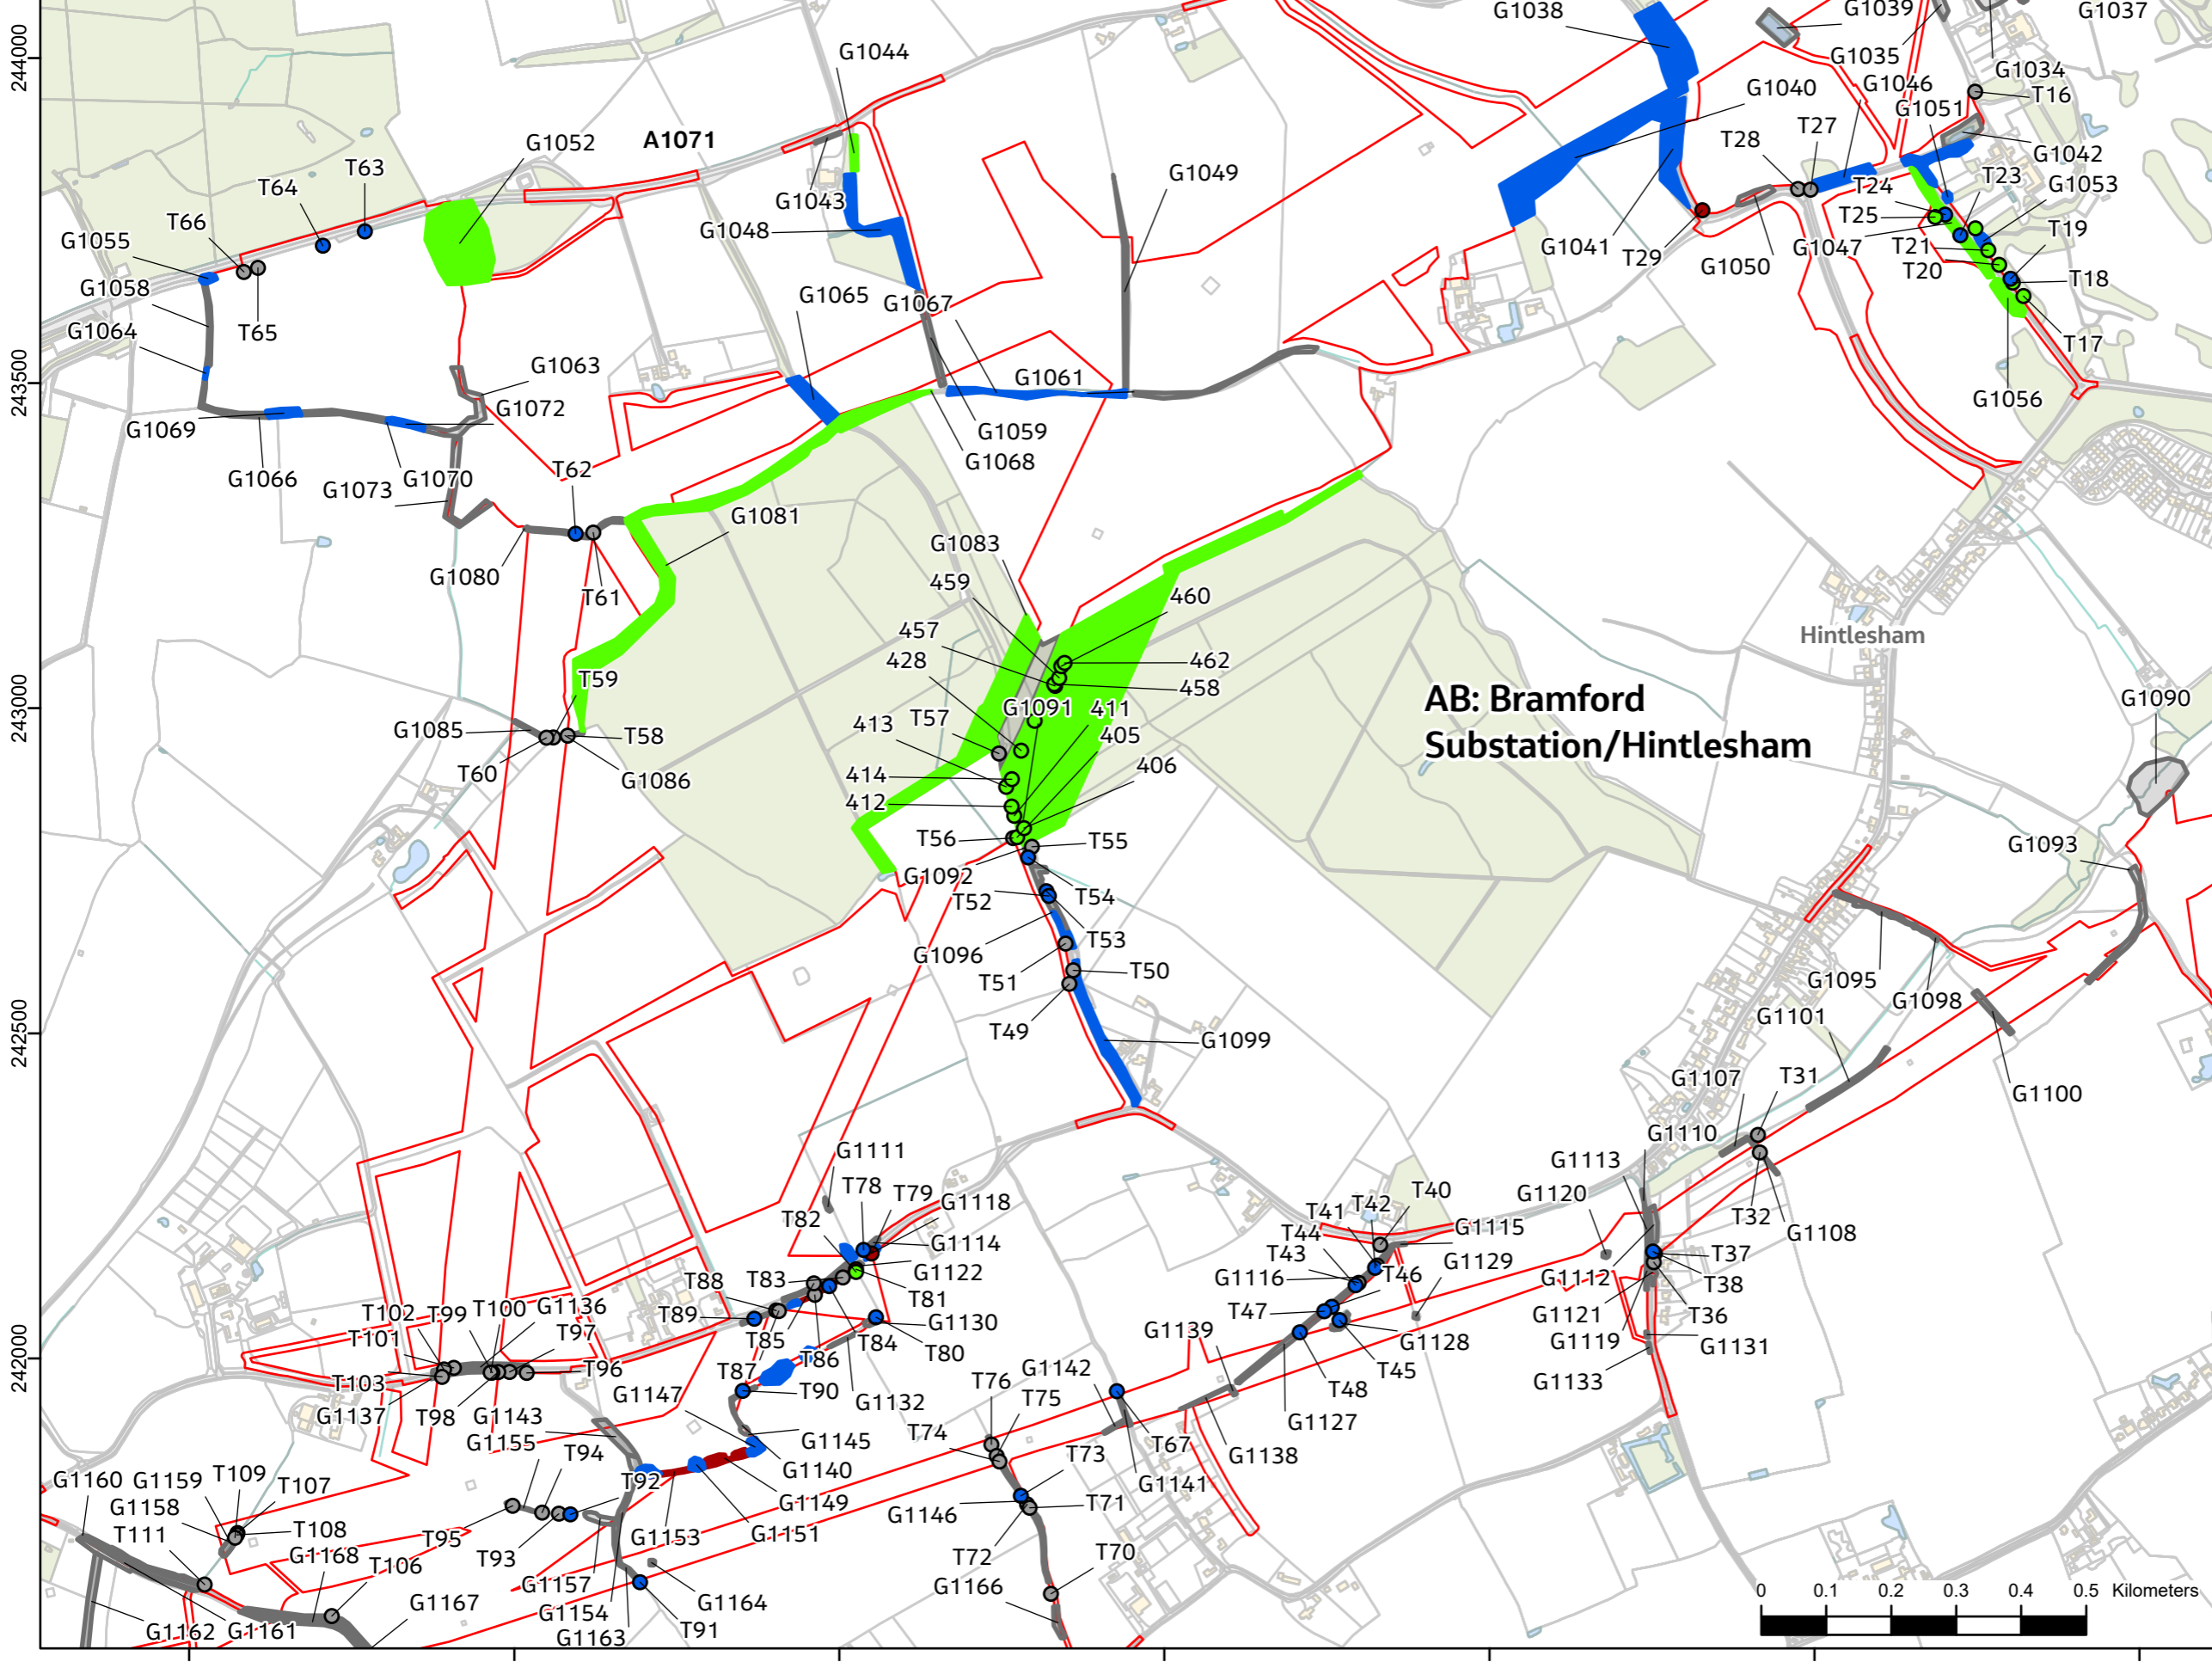 G1038
G1039
G1037
244000
G1044
G1035
G1034
G1040
G1046
T16
G1051
A1071
G1052
T28
T27
G1042
T63
G1049
T23
T64
T24
G1053
G1043
T25
T66
G1048
G1047
T19
G1055
G1041
T21
T29
G1050
T20
T18
G1058
G1065
G1067
G1064
T65
T17
243500
G1063
G1061
G1056
G1072
G1069
G1059
G1068
T62
G1066
G1070
G1073
G1081
G1083
G1080
459
460
T61
457
Hintlesham
428
462
T59
458
243000
G1091
411
AB: Bramford
Substation/Hintlesham
G1090
413
T57
G1085
T58
405
T60
414
406
G1086
412
T56
T55
G1093
G1092
T54
T52
T53
G1096
T50
T51
G1095
G1098
G1101
T49
G1099
242500
G1107
T31
G1100
G1110
G1111
G1113
T78
T79
G1120
G1118
T41
T42
T40
T82
T44
G1115
T32
G1108
G1114
T43
G1129
T37
G1122
G1116
T46
G1112
T38
T88
T83
T81
T47
G1121
T36
T102
T99
T100
G1136
T89
G1130
G1139
G1128
G1119
G1131
T101
T97
T85
T84
T80
T45
242000
T86
G1142
T96
T87
G1133
T103
T76
T75
T48
G1147
T90
G1137
T98
G1143
G1132
G1127
G1155
T94
T74
T67
G1145
T73
G1138
G1140
G1160
G1159
T109
T107
T92
G1141
G1158
G1149
T71
T111
T108
T95
G1153
G1151
G1146
G1168
T93
T72
T106
T70
G1157
G1166
G1167
G1164
G1154
G1162
G1161
G1163
T91
0 0.1 0.2 0.3 0.4 0.5 Kilometers